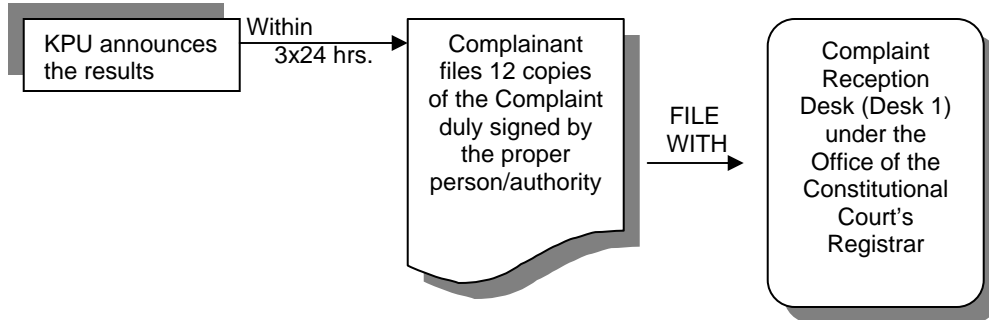 KPU announces
the results
Within
3x24 hrs.
Complainant
files 12 copies
of the Complaint
duly signed by
the proper
person/authority
FILE
WITH
Complaint
Reception
Desk (Desk 1)
under the
Office of the
Constitutional
Court's
Registrar